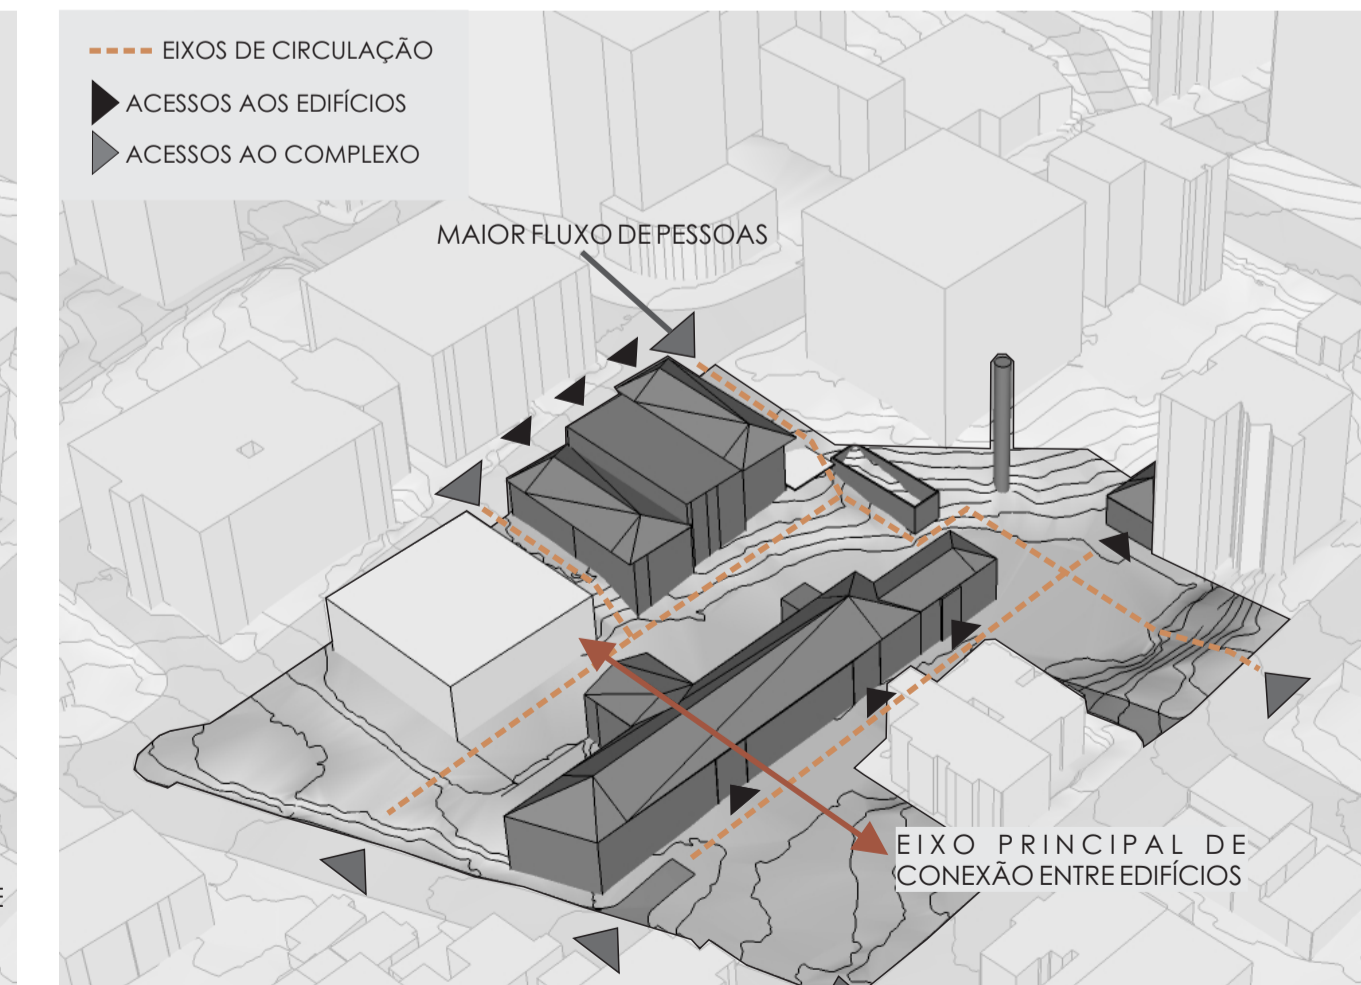 EIXOS DE CIRCULAÇÃO
ACESSOS AOS EDIFÍCIOS
ACESSOS AO COMPLEXO
MAIOR FLUXO DE PESSOAS
EIXO PRINCIPAL DE
CONEXÃO ENTRE EDIFÍCIOS
E